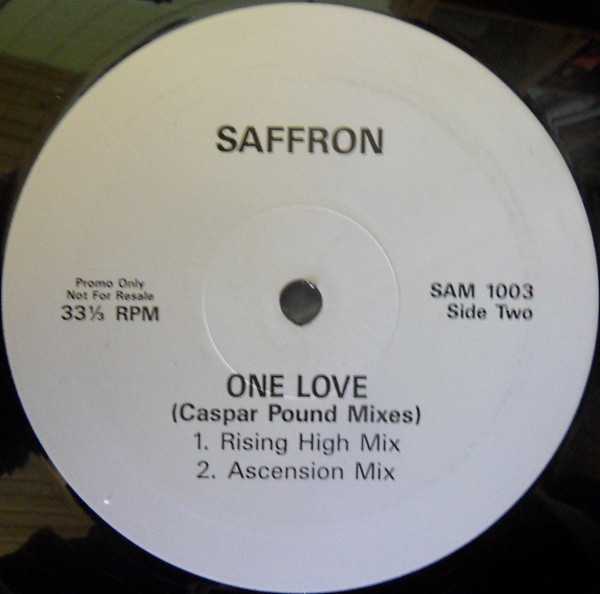 SAFFRON
Promo Only
Not For Resale
33⅓ RPM
SAM 1003
Side Two
ONE LOVE
(Caspar Pound Mixes)
1. Rising High Mix
2. Ascension Mix